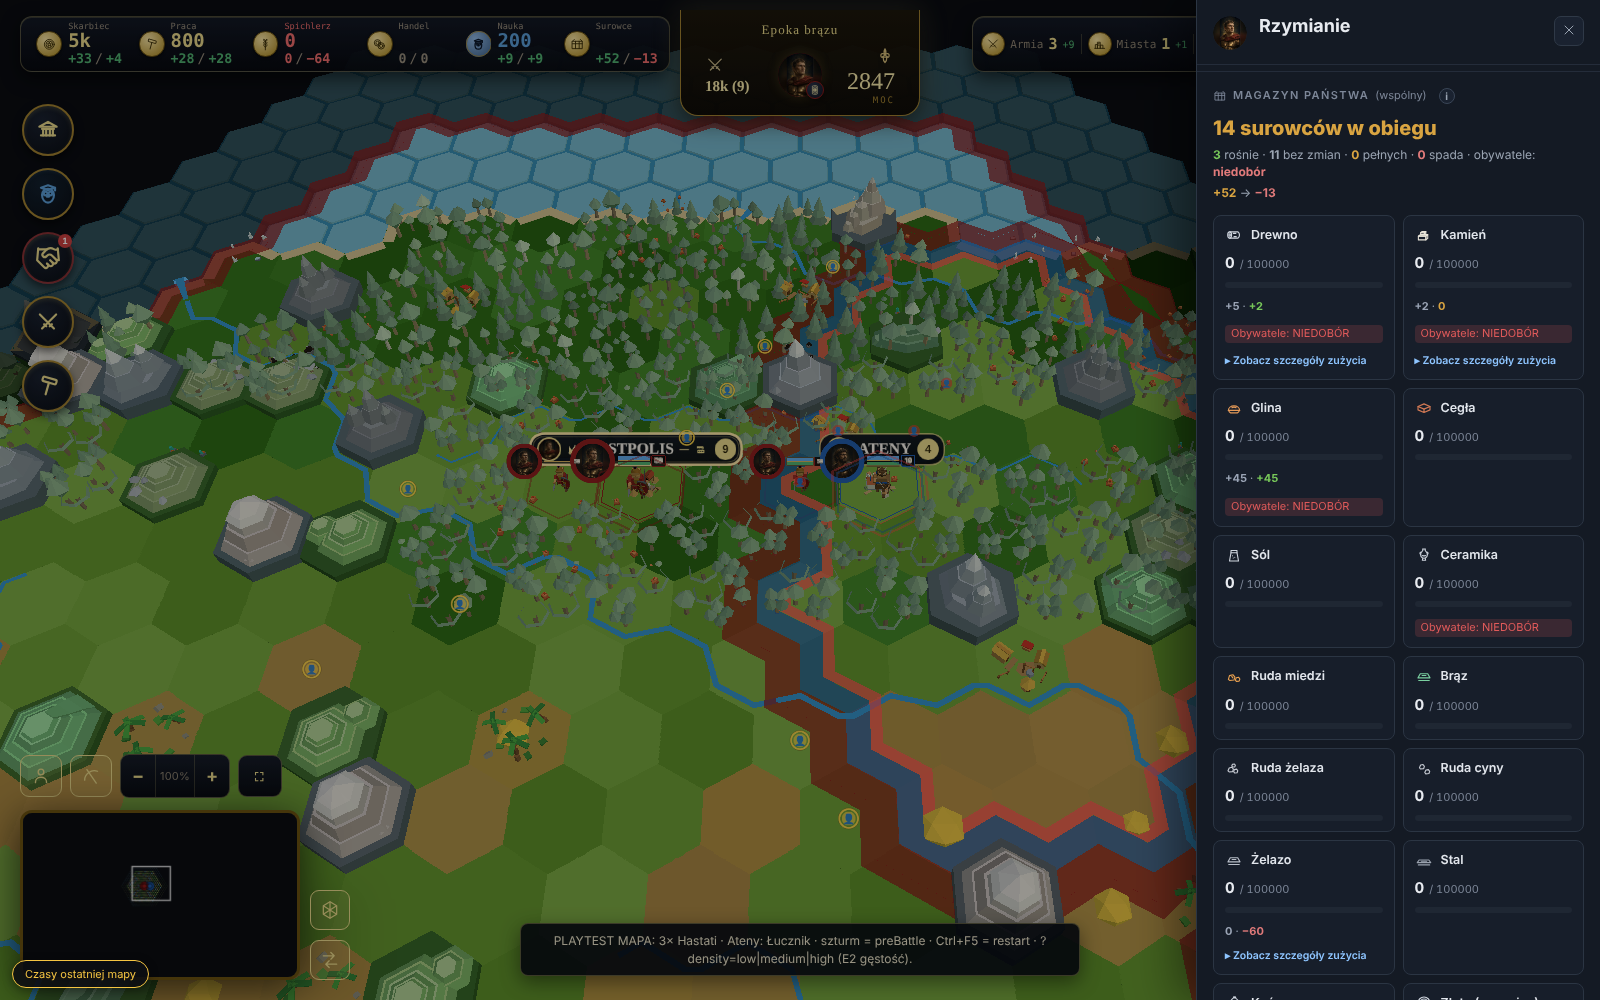 Skarbiec
5k
+33 / +4
Praca
800
+28 / +28
Spichlerz
0
0 / −64
Handel
0 / 0
Nauka
200
+9 / +9
Surowce
+52 / −13
Epoka brązu
18k (9)
2847
MOC
Armia 3 +9
Miasta 1 +1
1
STPOLIS
9
ATENY
4
100%
Czasy ostatniej mapy
PLAYTEST MAPA: 3× Hastati · Ateny: Łucznik · szturm = preBattle · Ctrl+F5 = restart · ?
density=low|medium|high (E2 gęstość).
Rzymianie
MAGAZYN PAŃSTWA (wspólny) i
14 surowców w obiegu
3 rośnie · 11 bez zmian · 0 pełnych · 0 spada · obywatele:
niedobór
+52 → −13
Drewno
0 / 100000
+5 · +2
Obywatele: NIEDOBÓR
▸ Zobacz szczegóły zużycia
Kamień
0 / 100000
+2 · 0
Obywatele: NIEDOBÓR
▸ Zobacz szczegóły zużycia
Glina
0 / 100000
+45 · +45
Obywatele: NIEDOBÓR
Cegła
0 / 100000
Sól
0 / 100000
Ceramika
0 / 100000
Obywatele: NIEDOBÓR
Ruda miedzi
0 / 100000
Brąz
0 / 100000
Ruda żelaza
0 / 100000
Ruda cyny
0 / 100000
Żelazo
0 / 100000
0 · −60
▸ Zobacz szczegóły zużycia
Stal
0 / 100000